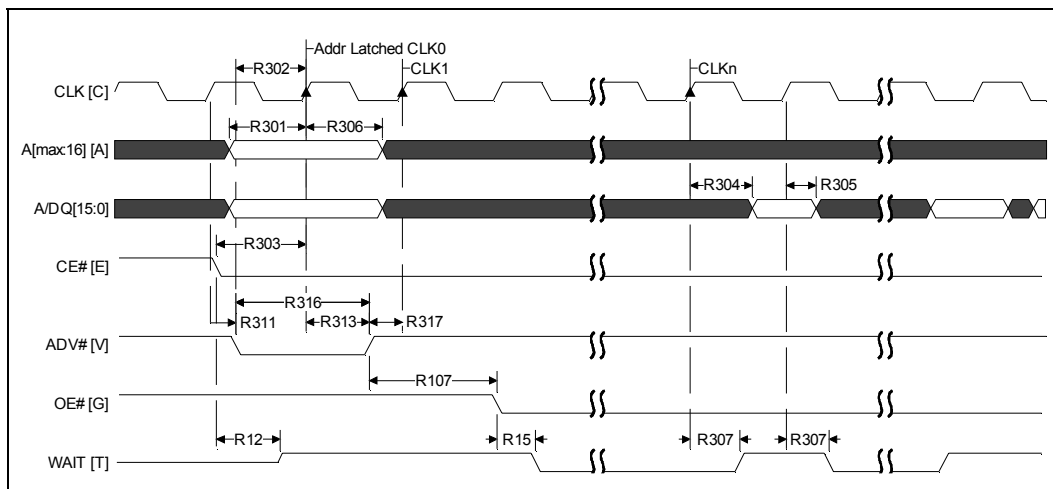 Addr Latched CLK0
R302
CLK1
CLKn
CLK [C]
R301
R306
A[max:16] [A]
R304
R305
A/DQ[15:0]
R303
CE# [E]
R316
R311
R313
R317
ADV# [V]
R107
OE# [G]
R12
R15
R307
R307
WAIT [T]